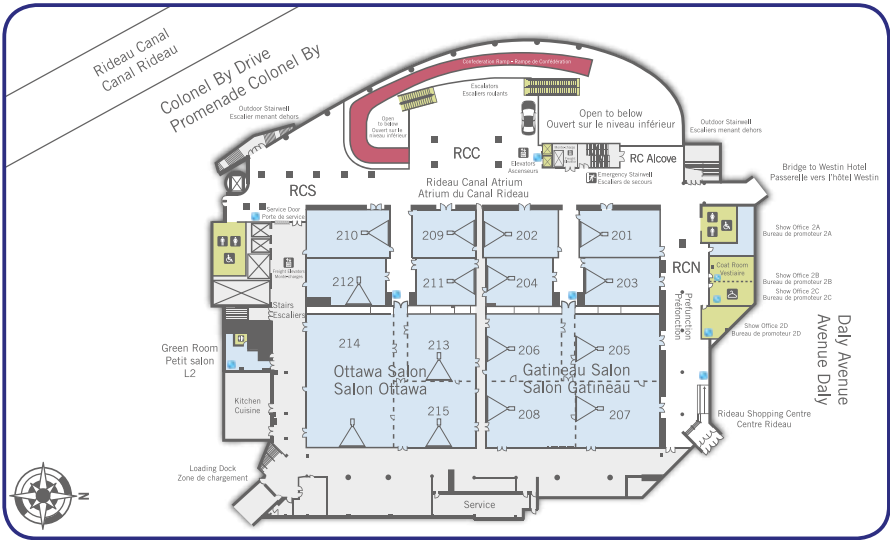 Rideau Canal
Canal Rideau
Colonel By Drive
Promenade Colonel By
Confederation Ramp • Rampe de Confédération
Outdoor Stairwell
Escalier menant dehors
Open
to below
Ouvert sur le
niveau inférieur
Escalators
Escaliers roulants
Open to below
Ouvert sur le niveau inférieur
Outdoor Stairwell
Escaliers menant dehors
RCC
Elevators
Ascenseurs
RC Alcove
Emergency Stairwell
Escaliers de secours
Bridge to Westin Hotel
Passerelle vers l'hôtel Westin
RCS
Rideau Canal Atrium
Atrium du Canal Rideau
Service Door
Porte de service
210
209
202
201
Show Office 2A
Bureau de promoteur 2A
Freight Elevators
Monte-charges
212
211
204
203
RCN
Coat Room
Vestiaire
Show Office 2B
Bureau de promoteur 2B
Show Office 2C
Bureau de promoteur 2C
Stairs
Escaliers
Prefunction
Préfonction
Show Office 2D
Bureau de promoteur 2D
Green Room
Petit salon
L2
214
213
206
205
Ottawa Salon
Salon Ottawa
Gatineau Salon
Salon Gatineau
Daly Avenue
Avenue Daly
Kitchen
Cuisine
215
208
207
Rideau Shopping Centre
Centre Rideau
Loading Dock
Zone de chargement
Service
N